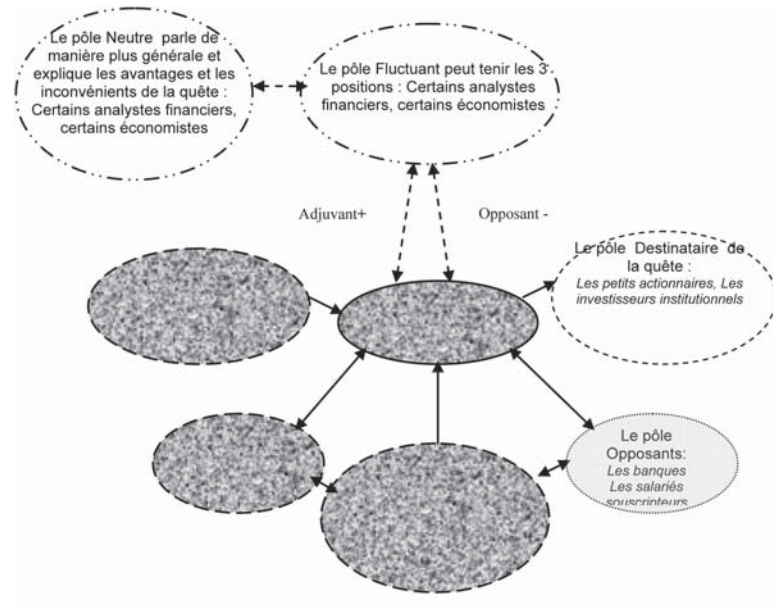 Le pôle Neutre parle de
manière plus générale et
explique les avantages et les
inconvénients de la quête :
Certains analystes financiers,
certains économistes
Le pôle Fluctuant peut tenir les 3
positions : Certains analystes
financiers, certains économistes
Adjuvant+
Opposant -
Le pôle Destinataire de
la quête :
Les petits actionnaires, Les
investisseurs institutionnels
Le pôle
Opposants:
Les banques
Les salariés
souscripteurs